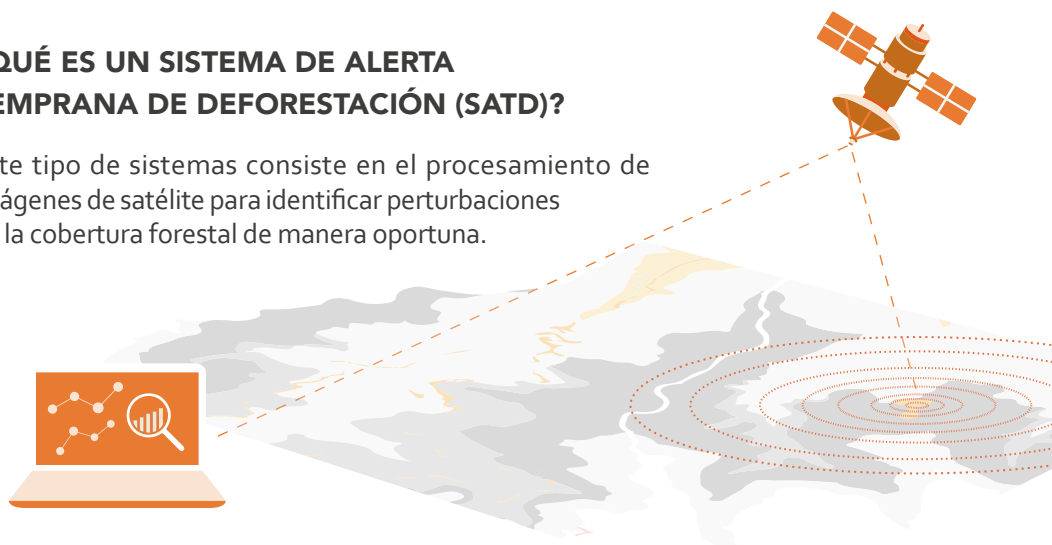 QUÉ ES UN SISTEMA DE ALERTA
EMPRANA DE DEFORESTACIÓN (SATD)?
te tipo de sistemas consiste en el procesamiento de
ágenes de satélite para identificar perturbaciones
la cobertura forestal de manera oportuna.